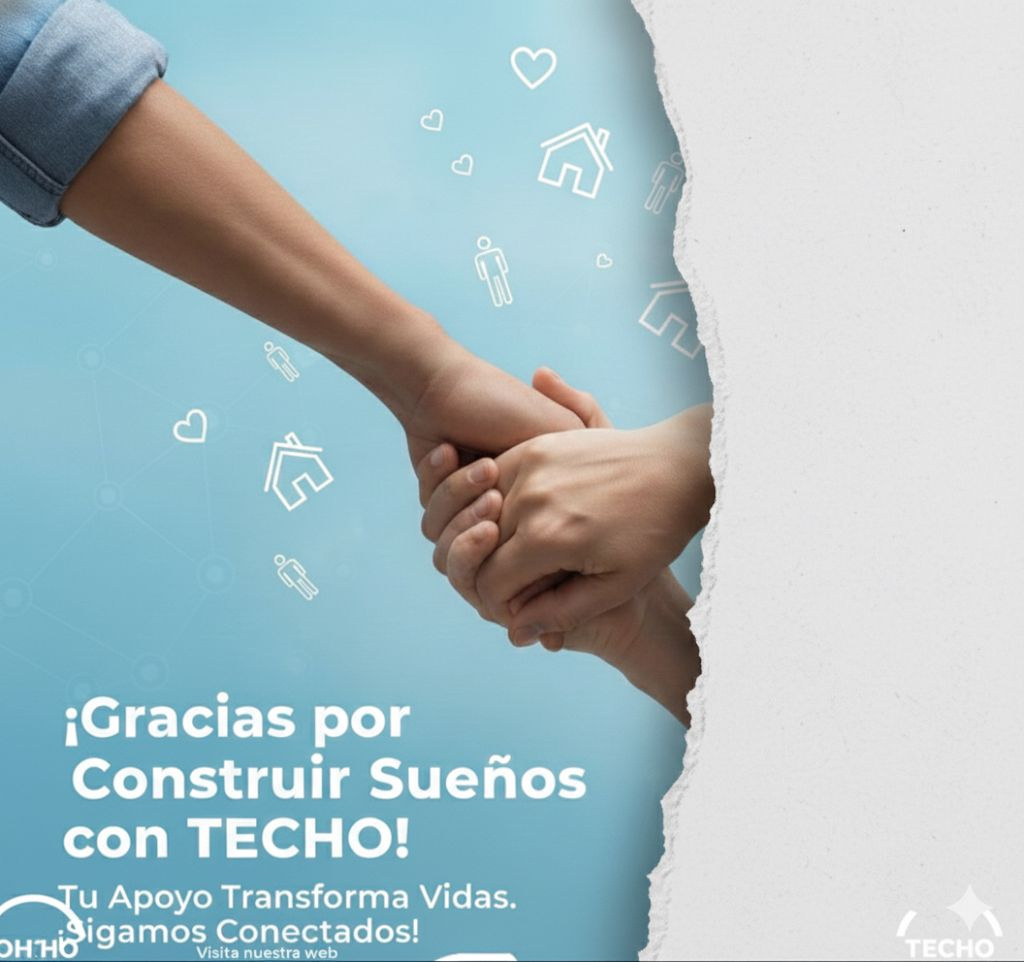 ¡Gracias por
Construir Sueños
con TECHO!
Tu Apoyo Transforma Vidas.
¡Sigamos Conectados!
Visita nuestra web
TECHO